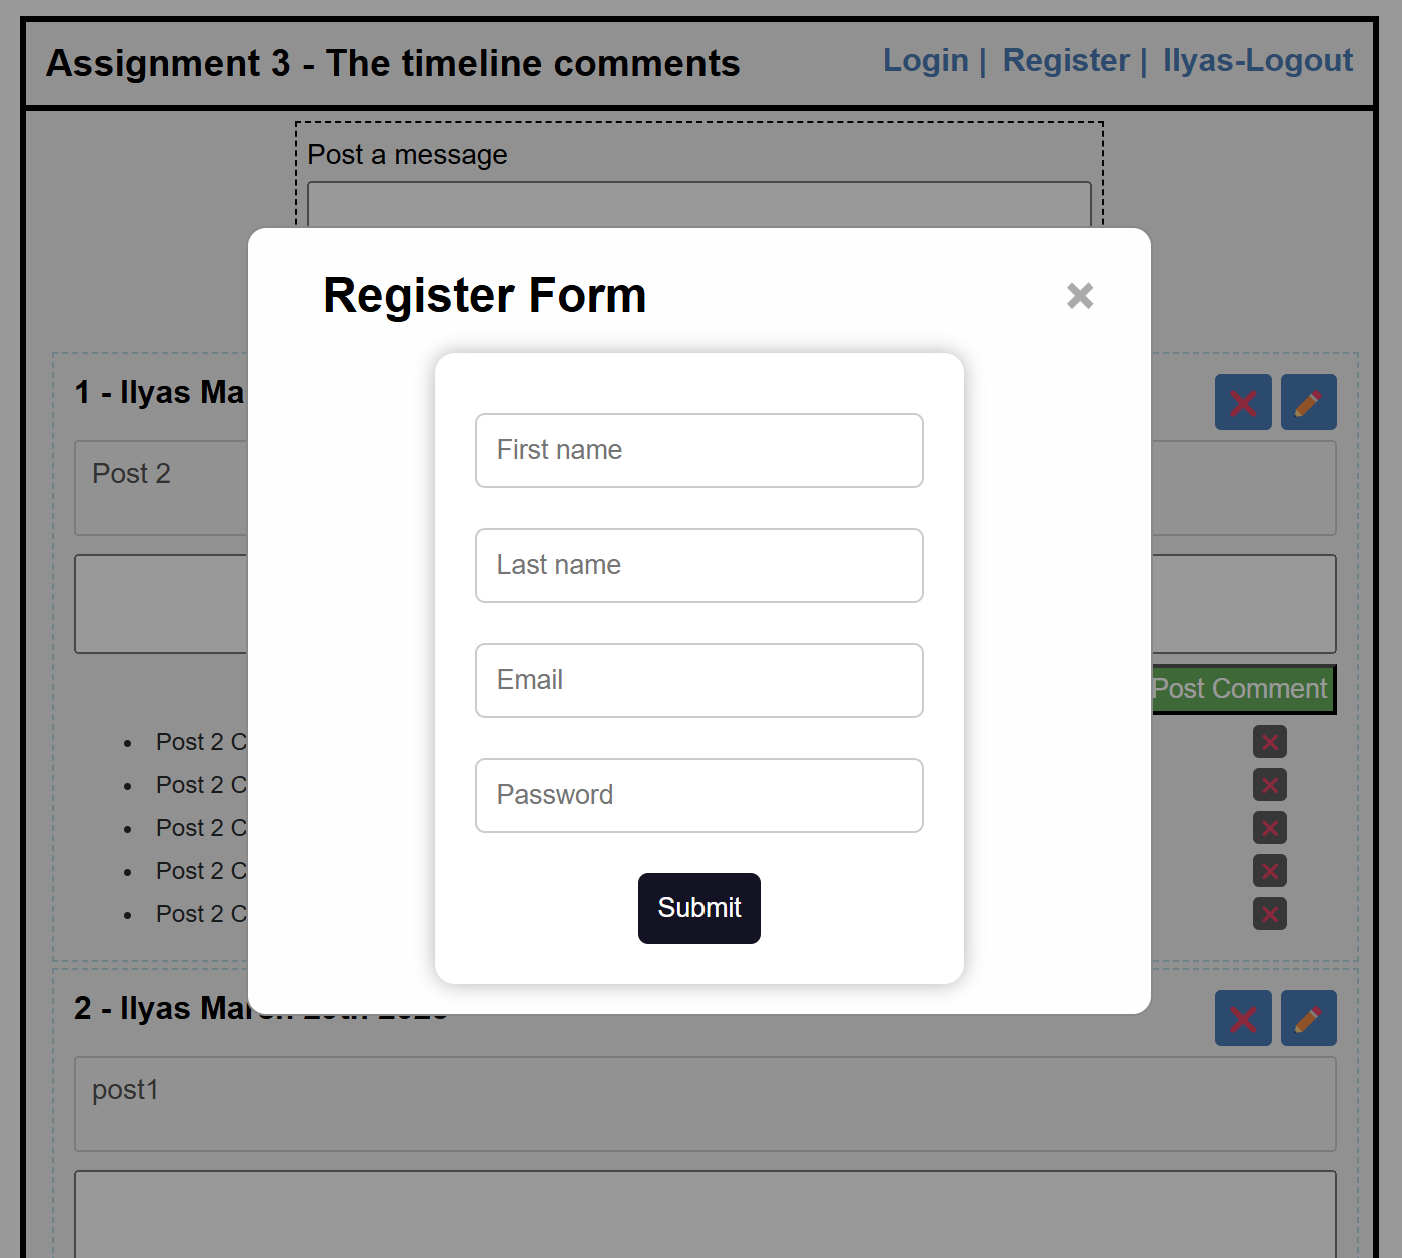 Assignment 3 - The timeline comments
Login | Register | Ilyas-Logout
Post a message
Register Form
1 - Ilyas Ma
Post 2
First name
Last name
Email
Password
Submit
Post Comment
Post 2 C
Post 2 C
Post 2 C
Post 2 C
Post 2 C
2 - Ilyas March
post1